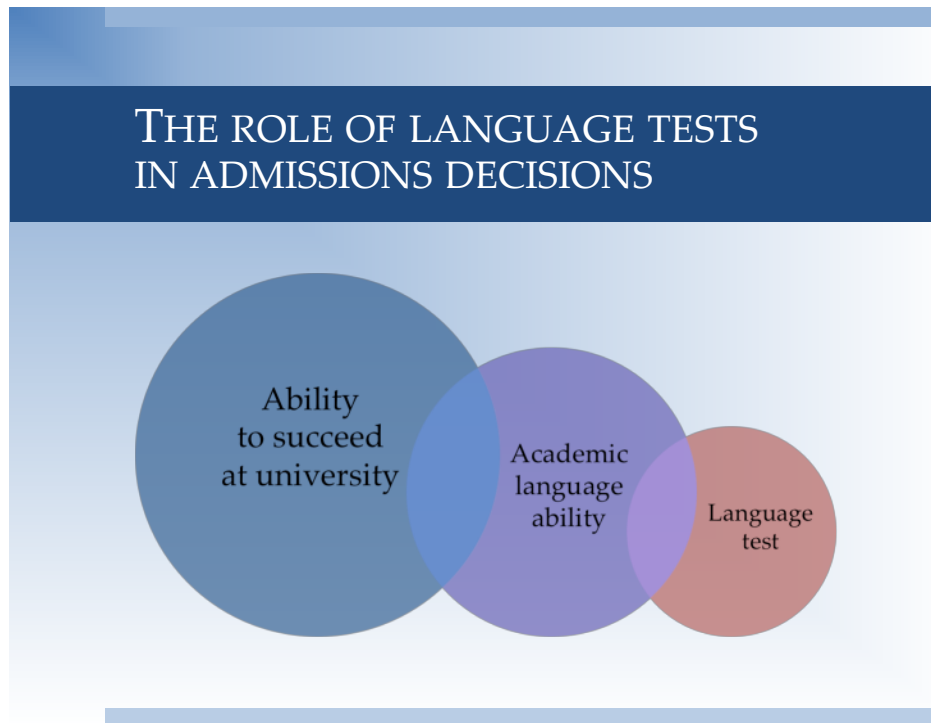 THE ROLE OF LANGUAGE TESTS
IN ADMISSIONS DECISIONS
Ability
to succeed
at university
Academic
language
ability
Language
test